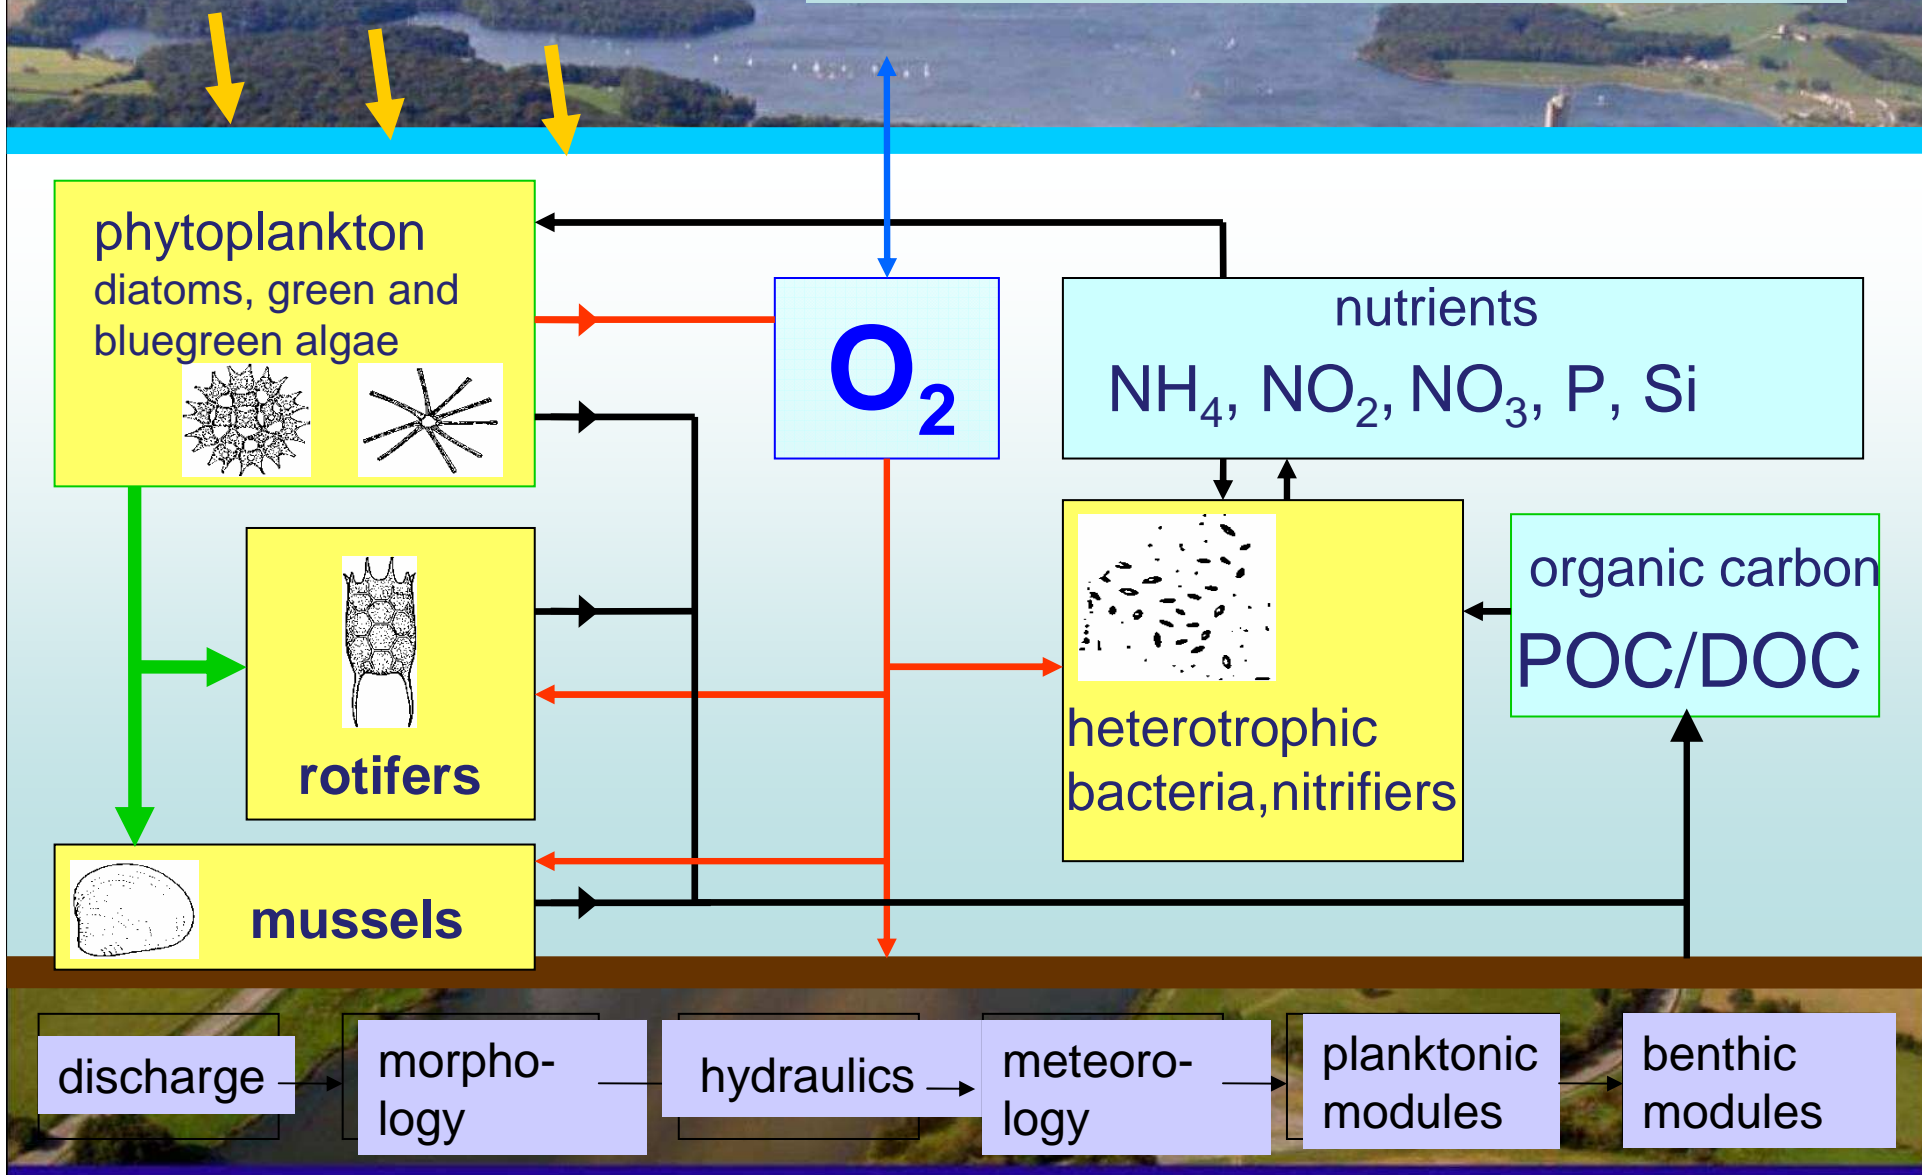 phytoplankton
diatoms, green and
bluegreen algae
O₂
nutrients
NH₄, NO₂, NO₃, P, Si
organic carbon
POC/DOC
rotifers
heterotrophic
bacteria,nitrifiers
mussels
discharge
morpho-
logy
hydraulics
meteoro-
logy
planktonic
modules
benthic
modules